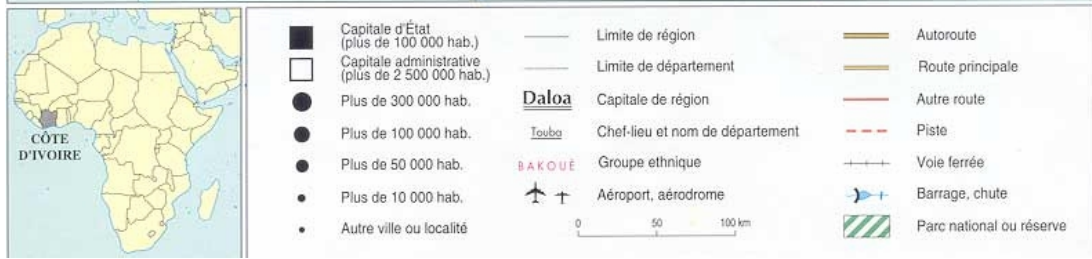 CÔTE
D'IVOIRE
Capitale d'État
(plus de 100 000 hab.)
Capitale administrative
(plus de 2 500 000 hab.)
Plus de 300 000 hab.
Plus de 100 000 hab.
Plus de 50 000 hab.
Plus de 10 000 hab.
Autre ville ou localité
Limite de région
Limite de département
Daloa Capitale de région
Touba Chef-lieu et nom de département
BAKOUÉ Groupe ethnique
Aéroport, aérodrome
0 50 100 km
Autoroute
Route principale
Autre route
Piste
Voie ferrée
Barrage, chute
Parc national ou réserve